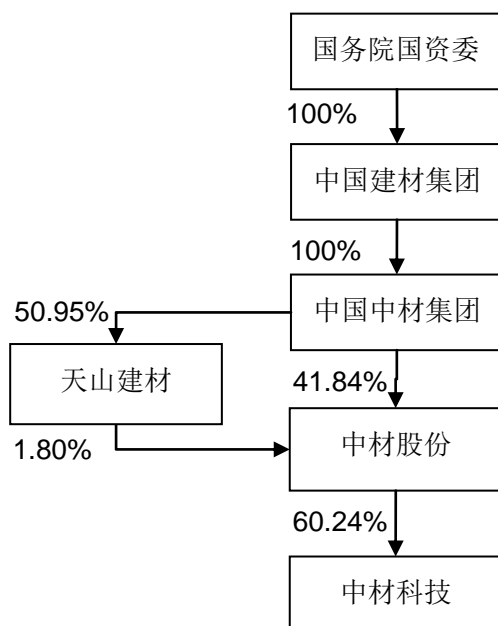 国务院国资委
100%
中国建材集团
100%
50.95%
中国中材集团
天山建材
41.84%
1.80%
中材股份
60.24%
中材科技